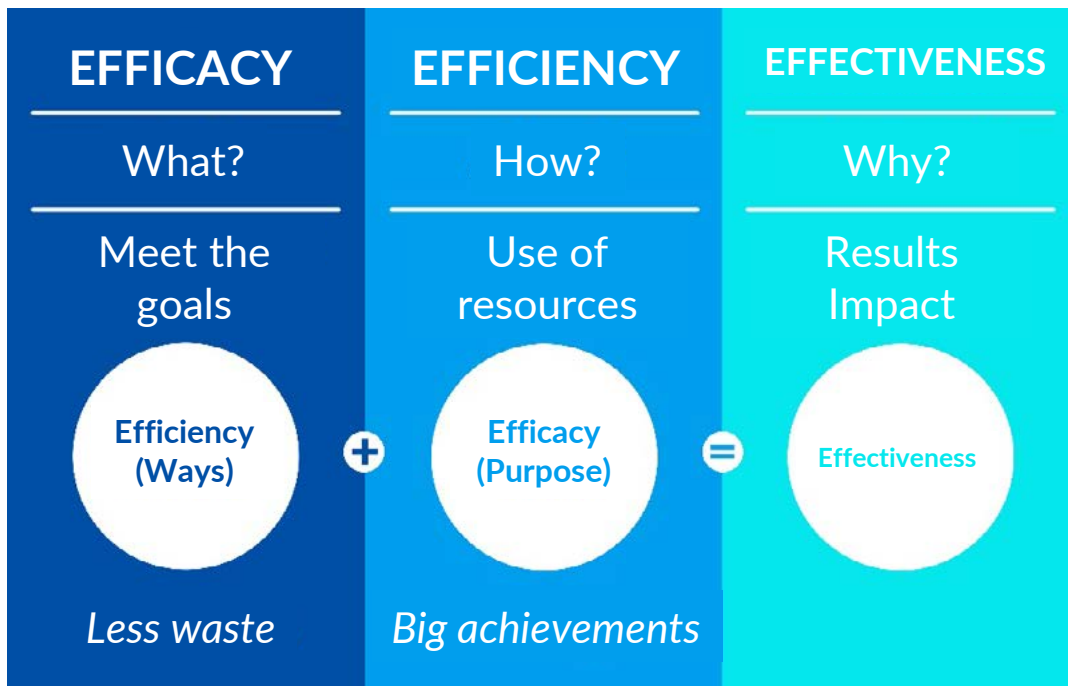 EFFICACY
What?
Meet the
goals
Efficiency
(Ways)
Less waste
+
EFFICIENCY
How?
Use of
resources
Efficacy
(Purpose)
Big achievements
=
EFFECTIVENESS
Why?
Results
Impact
Effectiveness